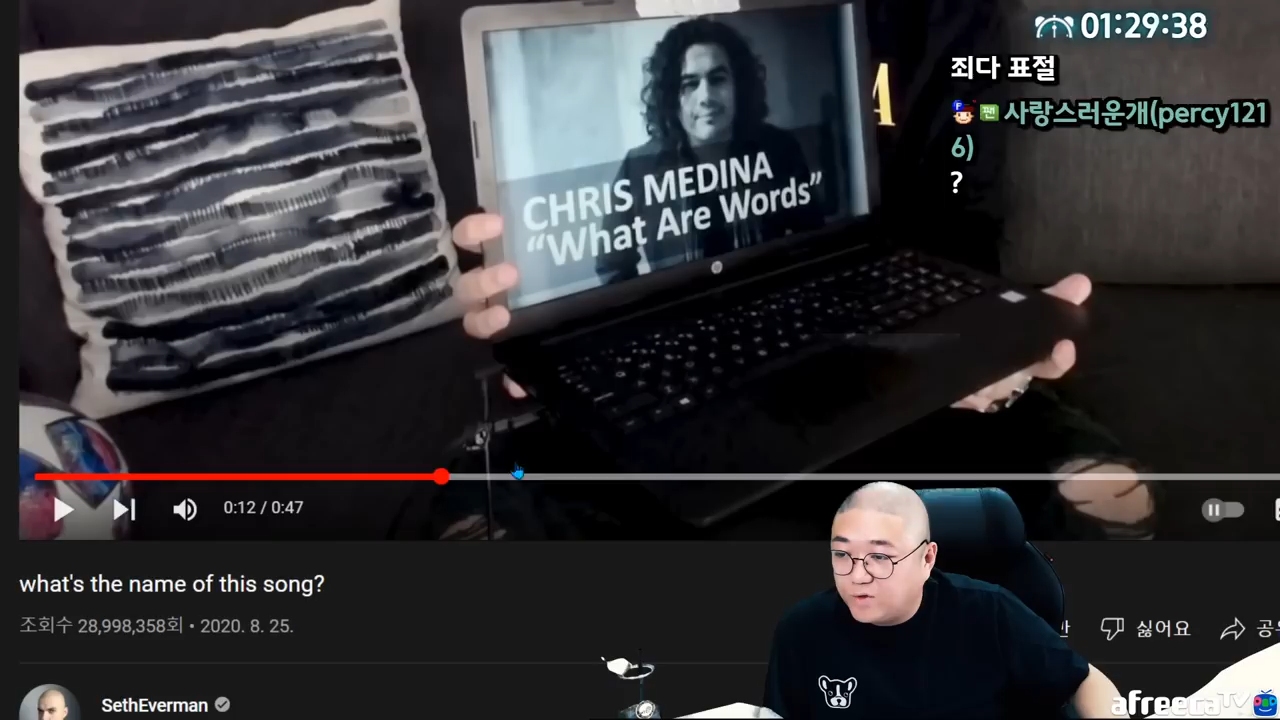 01:29:38
죄다 표절
F 팬 사랑스러운개(percy121
6)
?
CHRIS MEDINA
“What Are Words”
hp
0:12 / 0:47
what's the name of this song?
조회수 28,998,358회 • 2020. 8. 25.
싫어요
SethEverman
afreecaTV